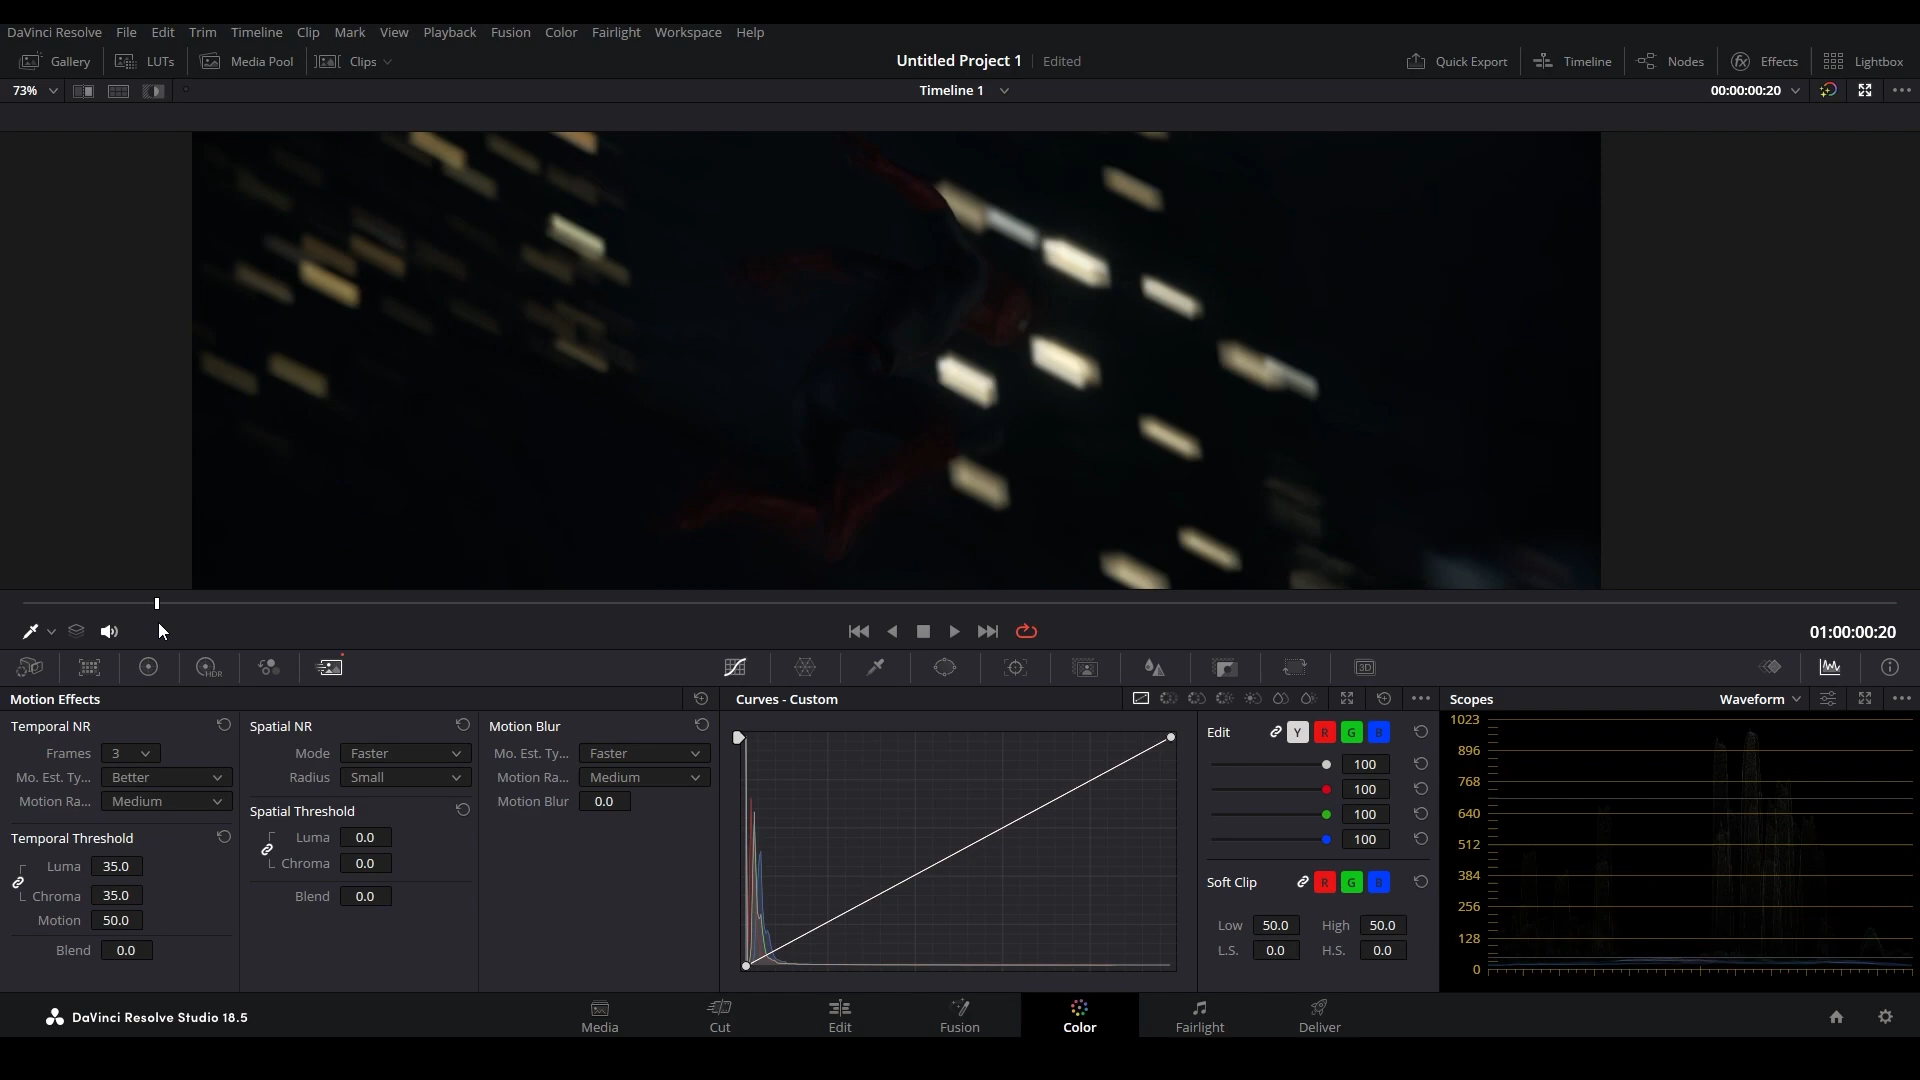 DaVinci Resolve File Edit Trim Timeline Clip Mark View Playback Fusion Color Fairlight Workspace Help
Gallery LUTs Media Pool Clips Untitled Project 1 Edited Quick Export Timeline Nodes Effects Lightbox
73% Timeline 1 00:00:00:20
01:00:00:20
HDR 3D
Motion Effects
Temporal NR
Frames 3
Mo. Est. Ty... Better
Motion Ra... Medium
Temporal Threshold
Luma 35.0
Chroma 35.0
Motion 50.0
Blend 0.0
Spatial NR
Mode Faster
Radius Small
Spatial Threshold
Luma 0.0
Chroma 0.0
Blend 0.0
Motion Blur
Mo. Est. Ty... Faster
Motion Ra... Medium
Motion Blur 0.0
Curves - Custom
Edit Y R G B
100
100
100
100
Soft Clip R G B
Low 50.0 High 50.0
L.S. 0.0 H.S. 0.0
Scopes Waveform
1023
896
768
640
512
384
256
128
0
DaVinci Resolve Studio 18.5
Media Cut Edit Fusion Color Fairlight Deliver